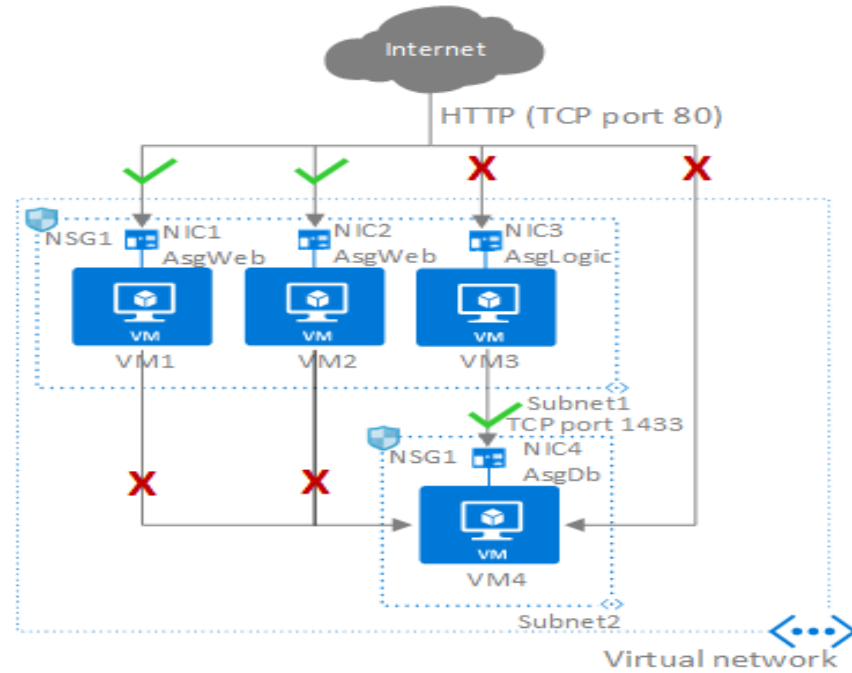 Internet
HTTP (TCP port 80)
NSG1
NIC1
AsgWeb
NIC2
AsgWeb
NIC3
AsgLogic
VM
VM
VM
VM1
VM2
VM3
Subnet1
TCP port 1433
NSG1
NIC4
AsgDb
VM
VM4
Subnet2
Virtual network